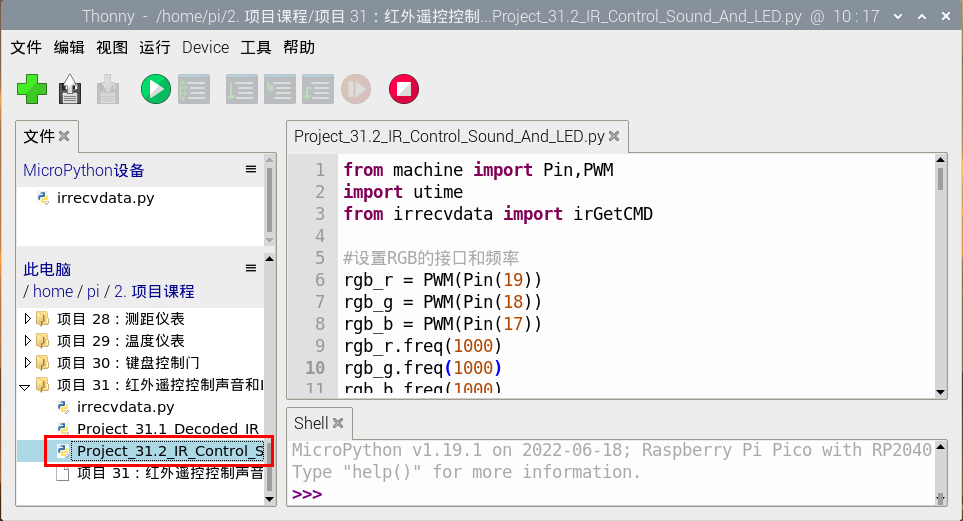 Thonny - /home/pi/2. 项目课程/项目 31：红外遥控控制...Project_31.2_IR_Control_Sound_And_LED.py @ 10 : 17
文件 编辑 视图 运行 Device 工具 帮助
文件
MicroPython设备
irrecvdata.py
此电脑
/ home / pi / 2. 项目课程
项目 28：测距仪表
项目 29：温度仪表
项目 30：键盘控制门
项目 31：红外遥控控制声音和
irrecvdata.py
Project_31.1_Decoded_IR
Project_31.2_IR_Control_S
项目 31：红外遥控控制声音
Project_31.2_IR_Control_Sound_And_LED.py
1 from machine import Pin,PWM
2 import utime
3 from irrecvdata import irGetCMD
4
5 #设置RGB的接口和频率
6 rgb_r = PWM(Pin(19))
7 rgb_g = PWM(Pin(18))
8 rgb_b = PWM(Pin(17))
9 rgb_r.freq(1000)
10 rgb_g.freq(1000)
11 rgb_b.freq(1000)
Shell
MicroPython v1.19.1 on 2022-06-18; Raspberry Pi Pico with RP2040
Type "help()" for more information.
>>>